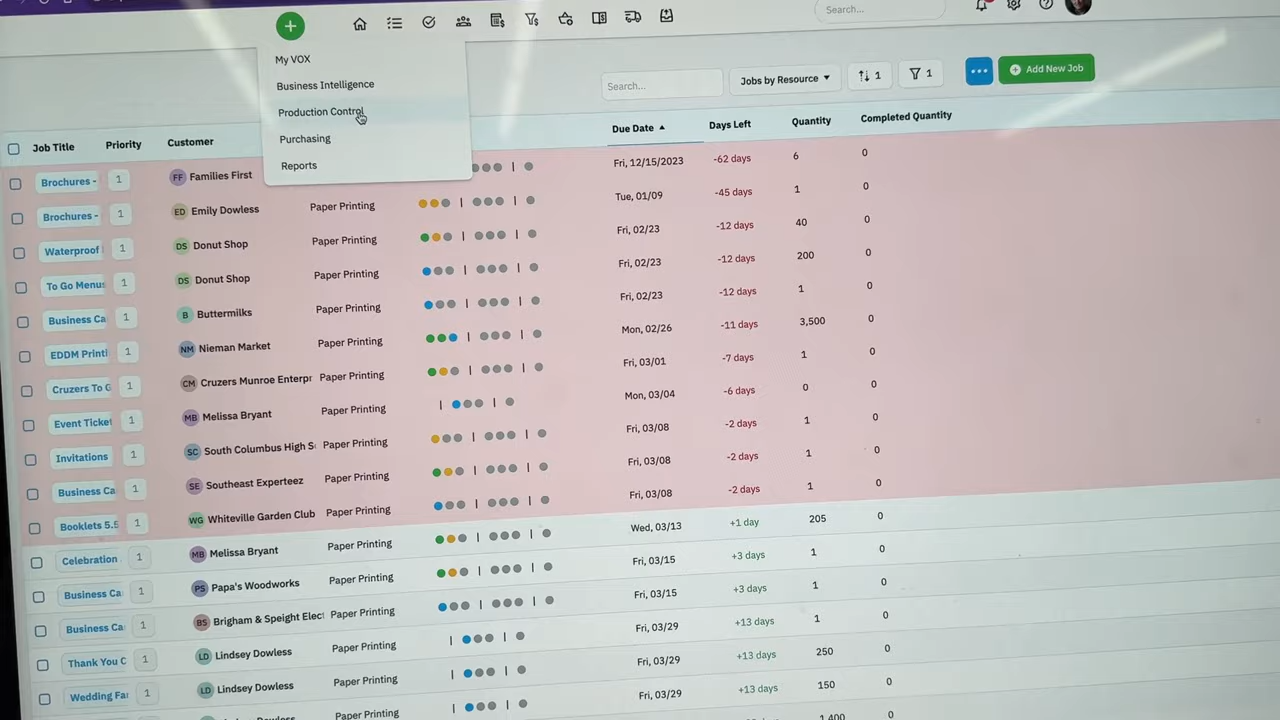 Search...
My VOX
Business Intelligence
Production Control
Purchasing
Reports
Search... Jobs by Resource 1 1 ... Add New Job
Job Title Priority Customer Due Date Days Left Quantity Completed Quantity
Brochures - 1 FF Families First Fri, 12/15/2023 -62 days 6 0
Brochures - 1 ED Emily Dowless Paper Printing Tue, 01/09 -45 days 1 0
Waterproof 1 DS Donut Shop Paper Printing Fri, 02/23 -12 days 40 0
To Go Menus 1 DS Donut Shop Paper Printing Fri, 02/23 -12 days 200 0
Business Ca 1 B Buttermilks Paper Printing Fri, 02/23 -12 days 1 0
EDDM Printi 1 NM Nieman Market Paper Printing Mon, 02/26 -11 days 3,500 0
Cruzers To G 1 CM Cruzers Munroe Enterpr Paper Printing Fri, 03/01 -7 days 1 0
Event Ticket 1 MB Melissa Bryant Paper Printing Mon, 03/04 -6 days 0 0
Invitations 1 SC South Columbus High S Paper Printing Fri, 03/08 -2 days 1 0
Business Ca 1 SE Southeast Experteez Paper Printing Fri, 03/08 -2 days 1 0
Booklets 5.5 1 WG Whiteville Garden Club Paper Printing Fri, 03/08 -2 days 1 0
Celebration 1 MB Melissa Bryant Paper Printing Wed, 03/13 +1 day 205 0
Business Ca 1 PS Papa's Woodworks Paper Printing Fri, 03/15 +3 days 1 0
Business Ca 1 BS Brigham & Speight Elec Paper Printing Fri, 03/15 +3 days 1 0
Thank You C 1 LD Lindsey Dowless Paper Printing Fri, 03/29 +13 days 1 0
Wedding Fa 1 LD Lindsey Dowless Paper Printing Fri, 03/29 +13 days 250 0
Paper Printing Fri, 03/29 +13 days 150 0
1,400